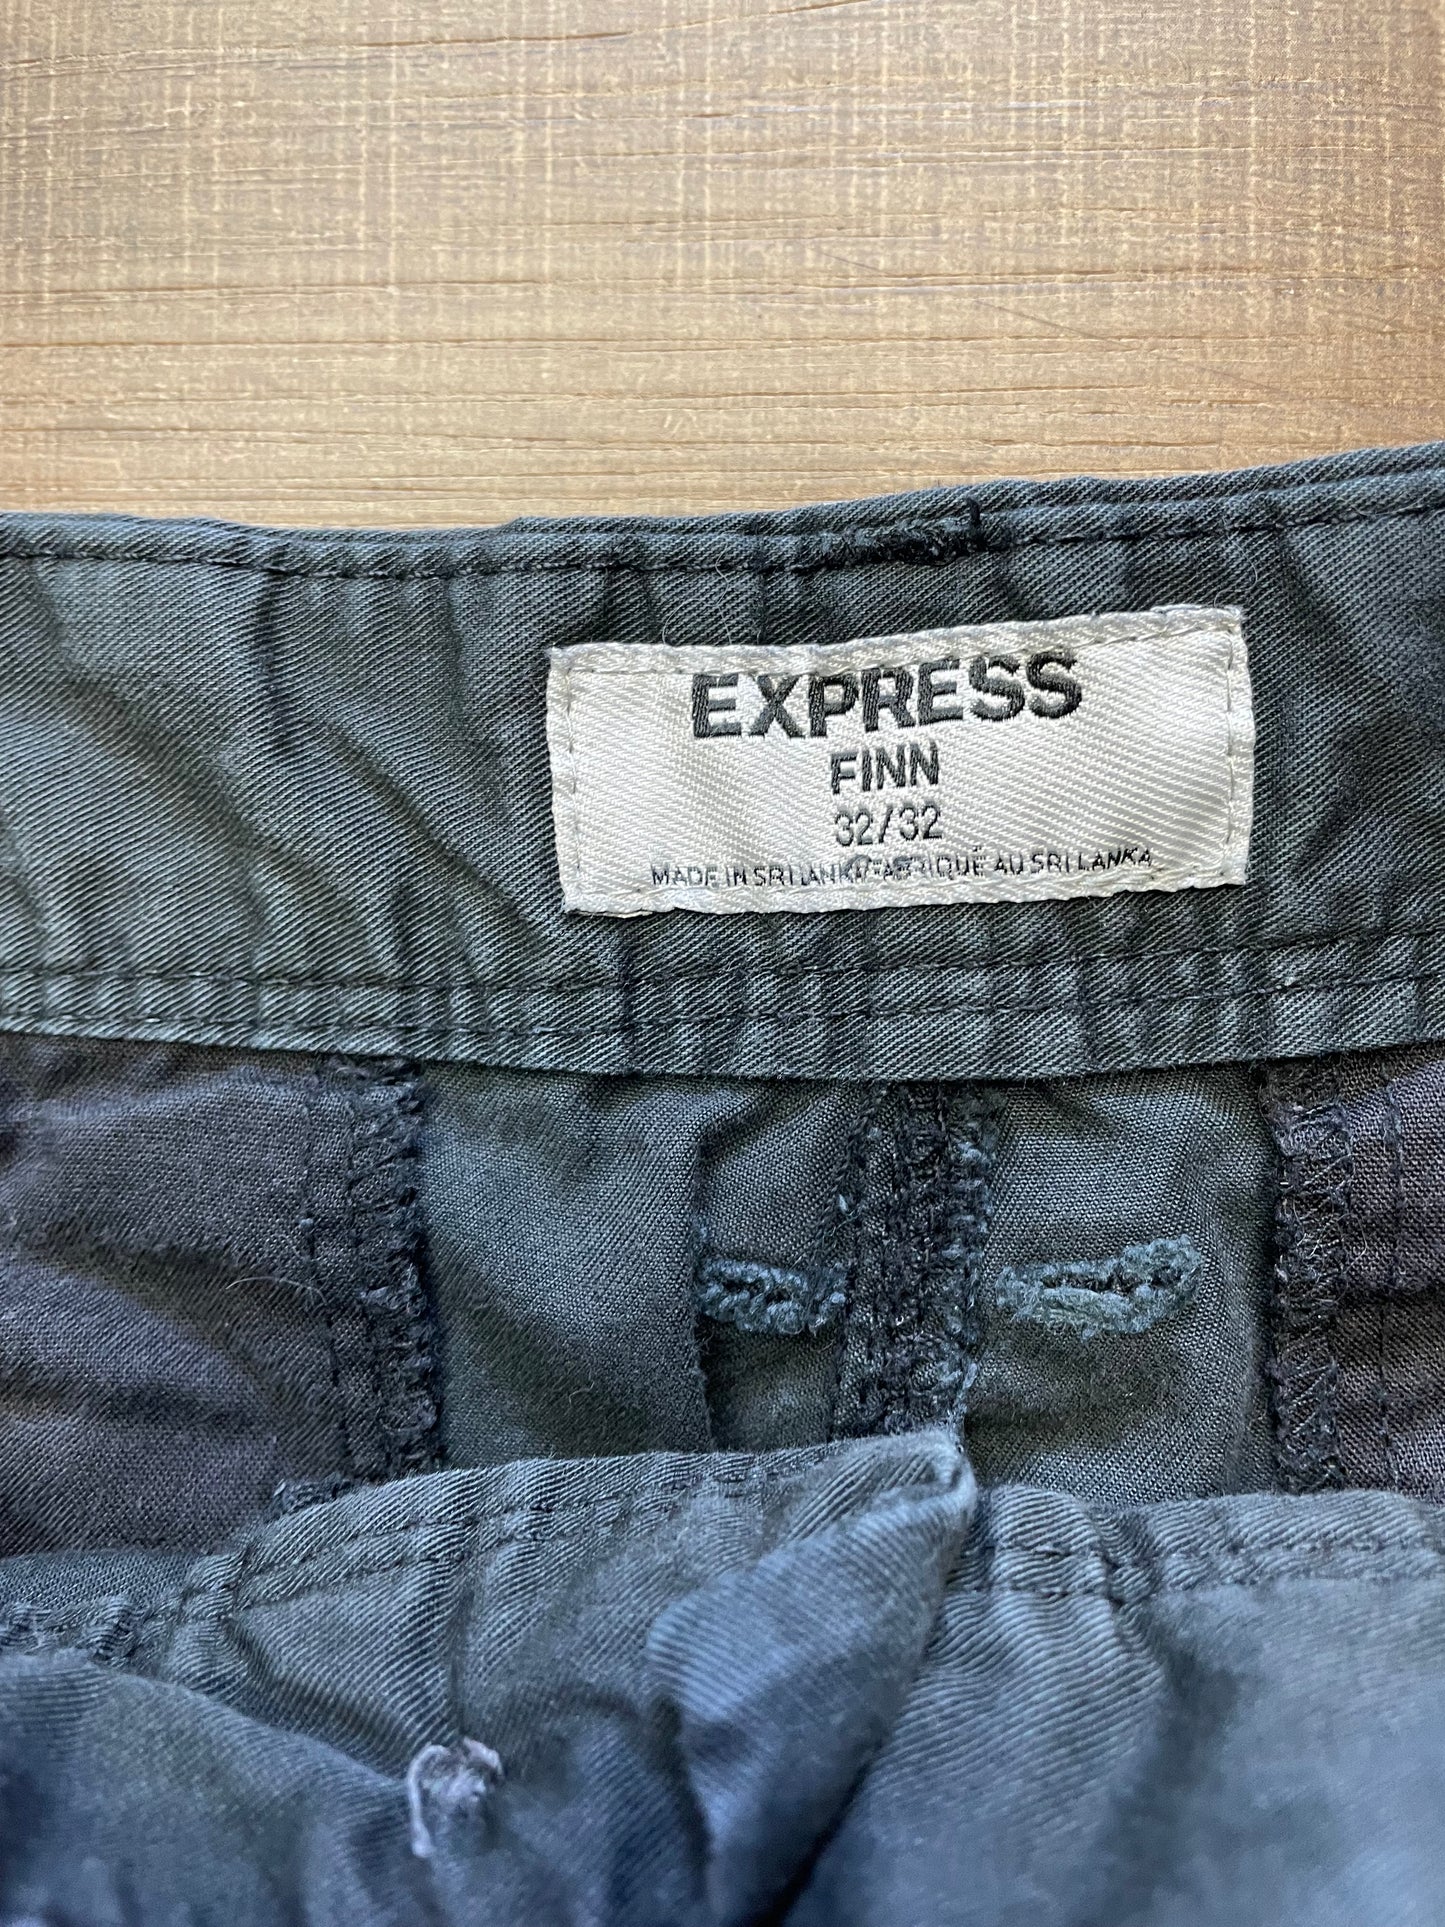 EXPRESS
FINN
32/32
MADE IN SRI LANKA/FABRIQUÉ AU SRI LANKA